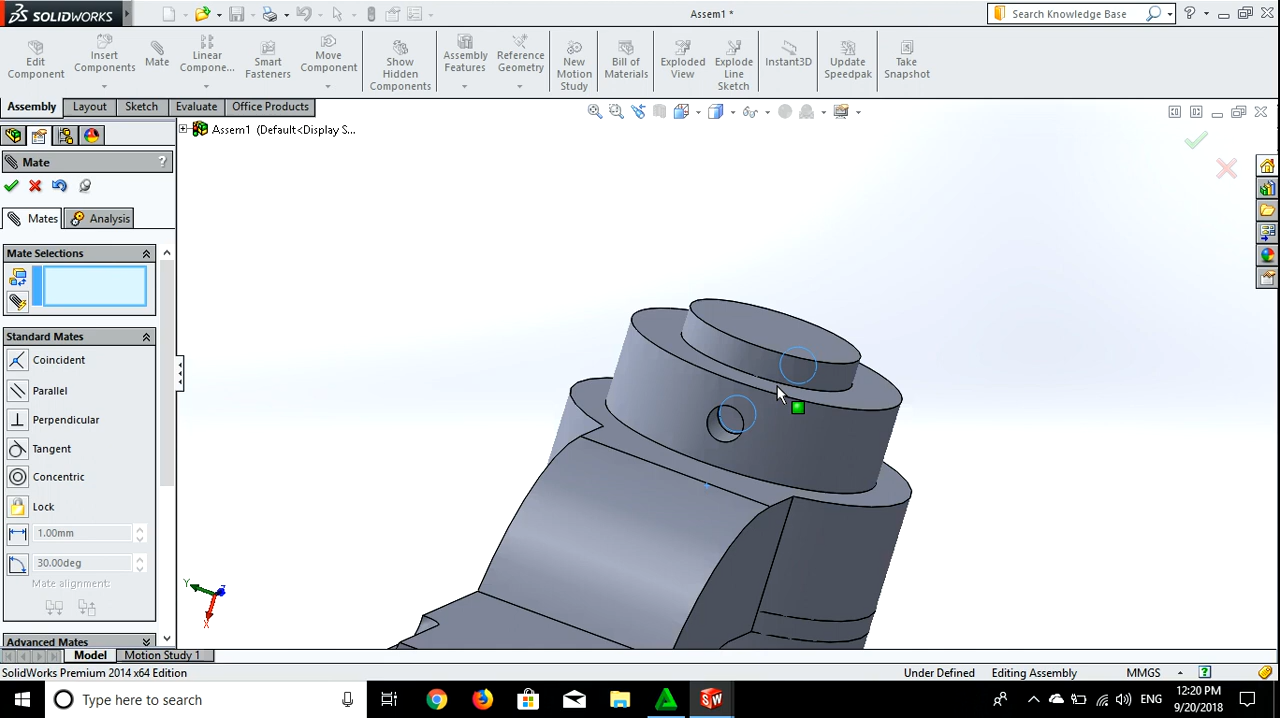 SOLIDWORKS
Assem1 *
Search Knowledge Base
Edit Component
Insert Components
Mate
Linear Compone...
Smart Fasteners
Move Component
Show Hidden Components
Assembly Features
Reference Geometry
New Motion Study
Bill of Materials
Exploded View
Explode Line Sketch
Instant3D
Update Speedpak
Take Snapshot
Assembly
Layout
Sketch
Evaluate
Office Products
Assem1 (Default<Display S...
Mate
?
Mates
Analysis
Mate Selections
Standard Mates
Coincident
Parallel
Perpendicular
Tangent
Concentric
Lock
1.00mm
30.00deg
Mate alignment:
Advanced Mates
Y
Z
X
Model
Motion Study 1
SolidWorks Premium 2014 x64 Edition
Under Defined
Editing Assembly
MMGS
?
Type here to search
SW
ENG
12:20 PM
9/20/2018